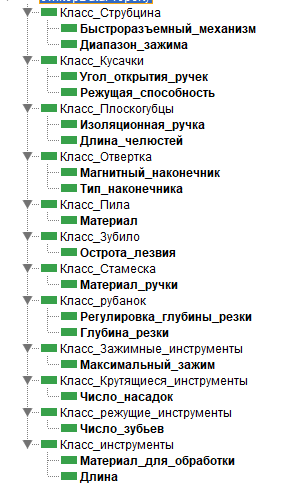 Класс_Струбцина
Быстроразъемный_механизм
Диапазон_зажима
Класс_Кусачки
Угол_открытия_ручек
Режущая_способность
Класс_Плоскогубцы
Изоляционная_ручка
Длина_челюстей
Класс_Отвертка
Магнитный_наконечник
Тип_наконечника
Класс_Пила
Материал
Класс_Зубило
Острота_лезвия
Класс_Стамеска
Материал_ручки
Класс_рубанок
Регулировка_глубины_резки
Глубина_резки
Класс_Зажимные_инструменты
Максимальный_зажим
Класс_Крутящиеся_инструменты
Число_насадок
Класс_режущие_инструменты
Число_зубьев
Класс_инструменты
Материал_для_обработки
Длина